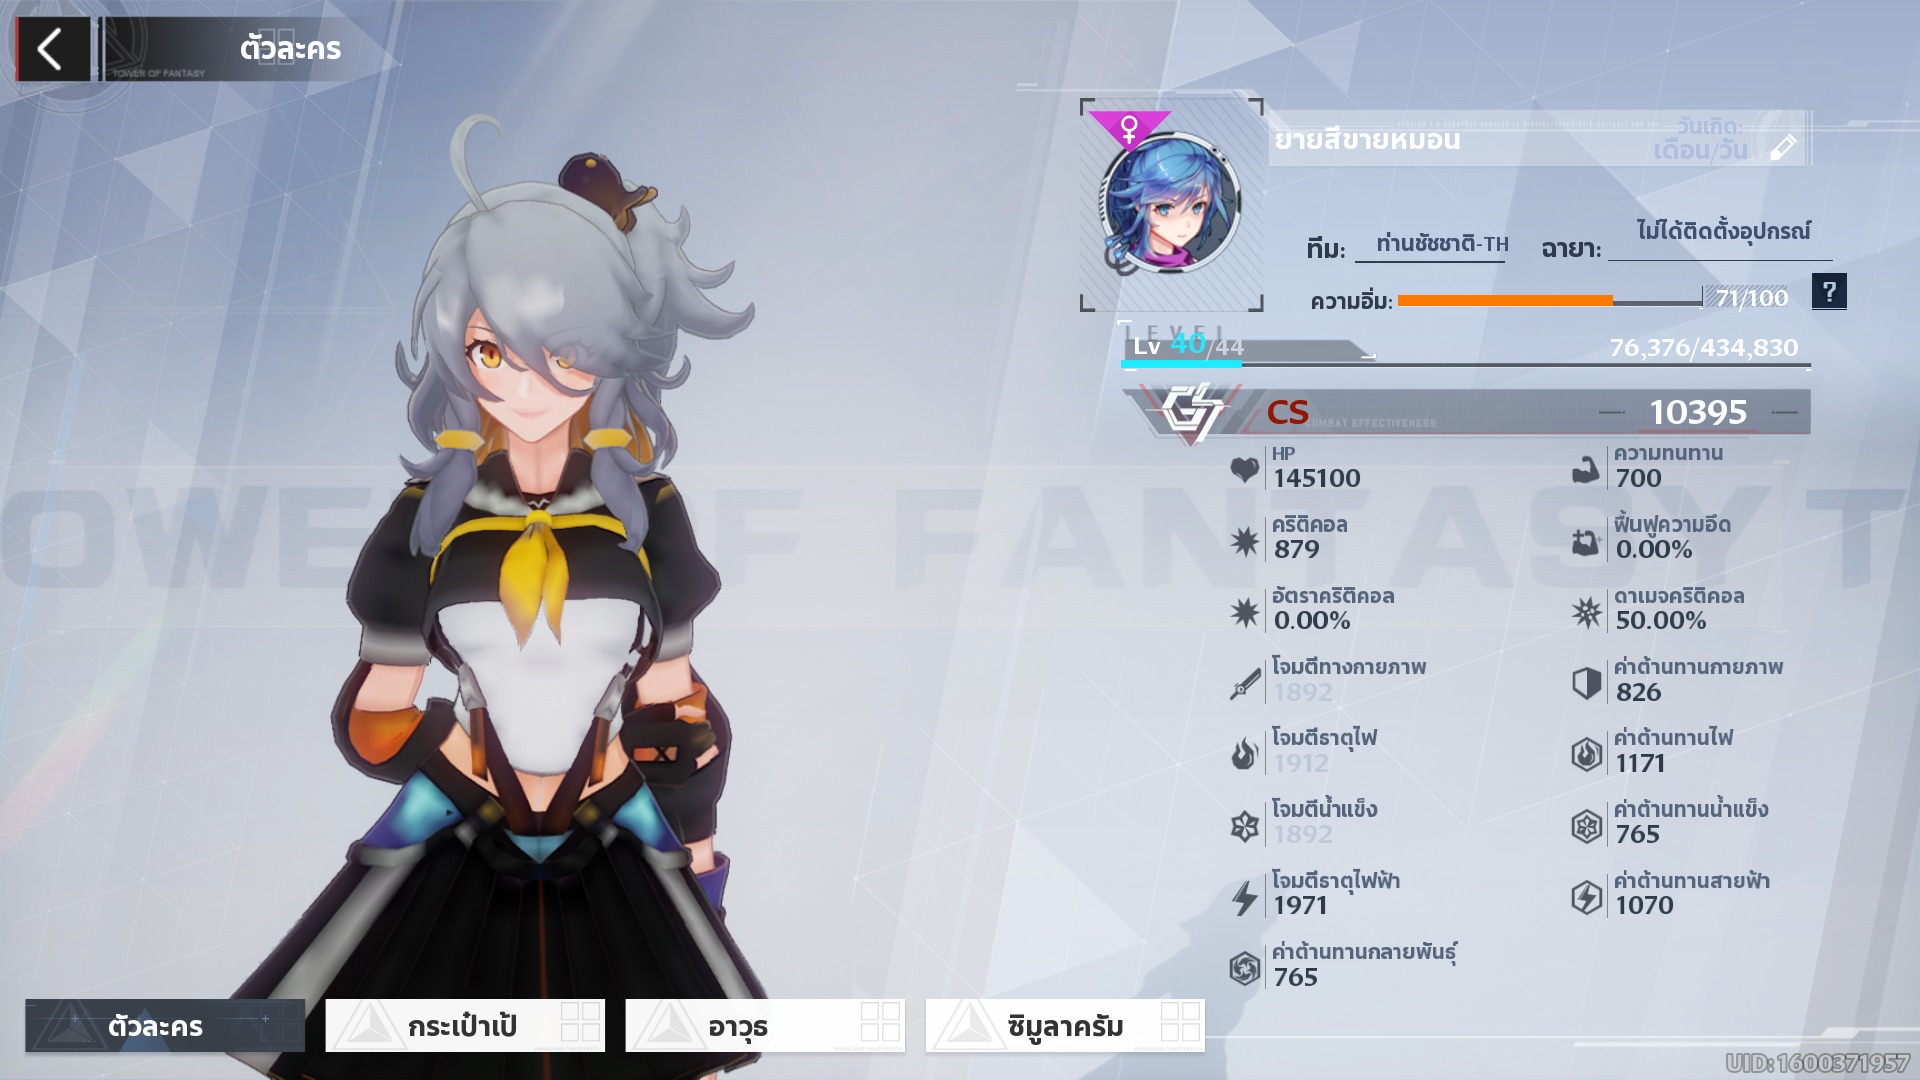 ตัวละคร
TOWER OF FANTASY
ยายสีขายหมอน
วันเกิด:
เดือน/วัน
ทีม: ท่านชัชชาติ-TH ฉายา: ไม่ได้ติดตั้งอุปกรณ์
ความอิ่ม: 71/100 ?
LEVEL
Lv 40/44 76,376/434,830
CS COMBAT EFFECTIVENESS 10395
HP ความทนทาน
145100 700
คริติคอล ฟื้นฟูความอึด
879 0.00%
อัตราคริติคอล ดาเมจคริติคอล
0.00% 50.00%
โจมตีทางกายภาพ ค่าต้านทานกายภาพ
1892 826
โจมตีธาตุไฟ ค่าต้านทานไฟ
1912 1171
โจมตีน้ำแข็ง ค่าต้านทานน้ำแข็ง
1892 765
โจมตีธาตุไฟฟ้า ค่าต้านทานสายฟ้า
1971 1070
ค่าต้านทานกลายพันธุ์
765
OWER OF FANTASY T
ตัวละคร กระเป๋าเป้ อาวุธ ซิมูลาครัม
UID:1600371957